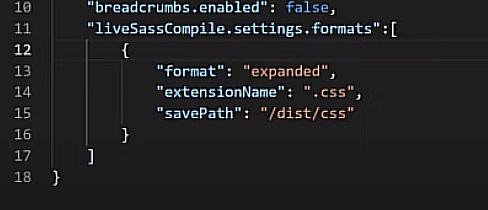 10 "breadcrumbs.enabled": false,
11 "liveSassCompile.settings.formats":[
12 {
13 "format": "expanded",
14 "extensionName": ".css",
15 "savePath": "/dist/css"
16 }
17 ]
18 }